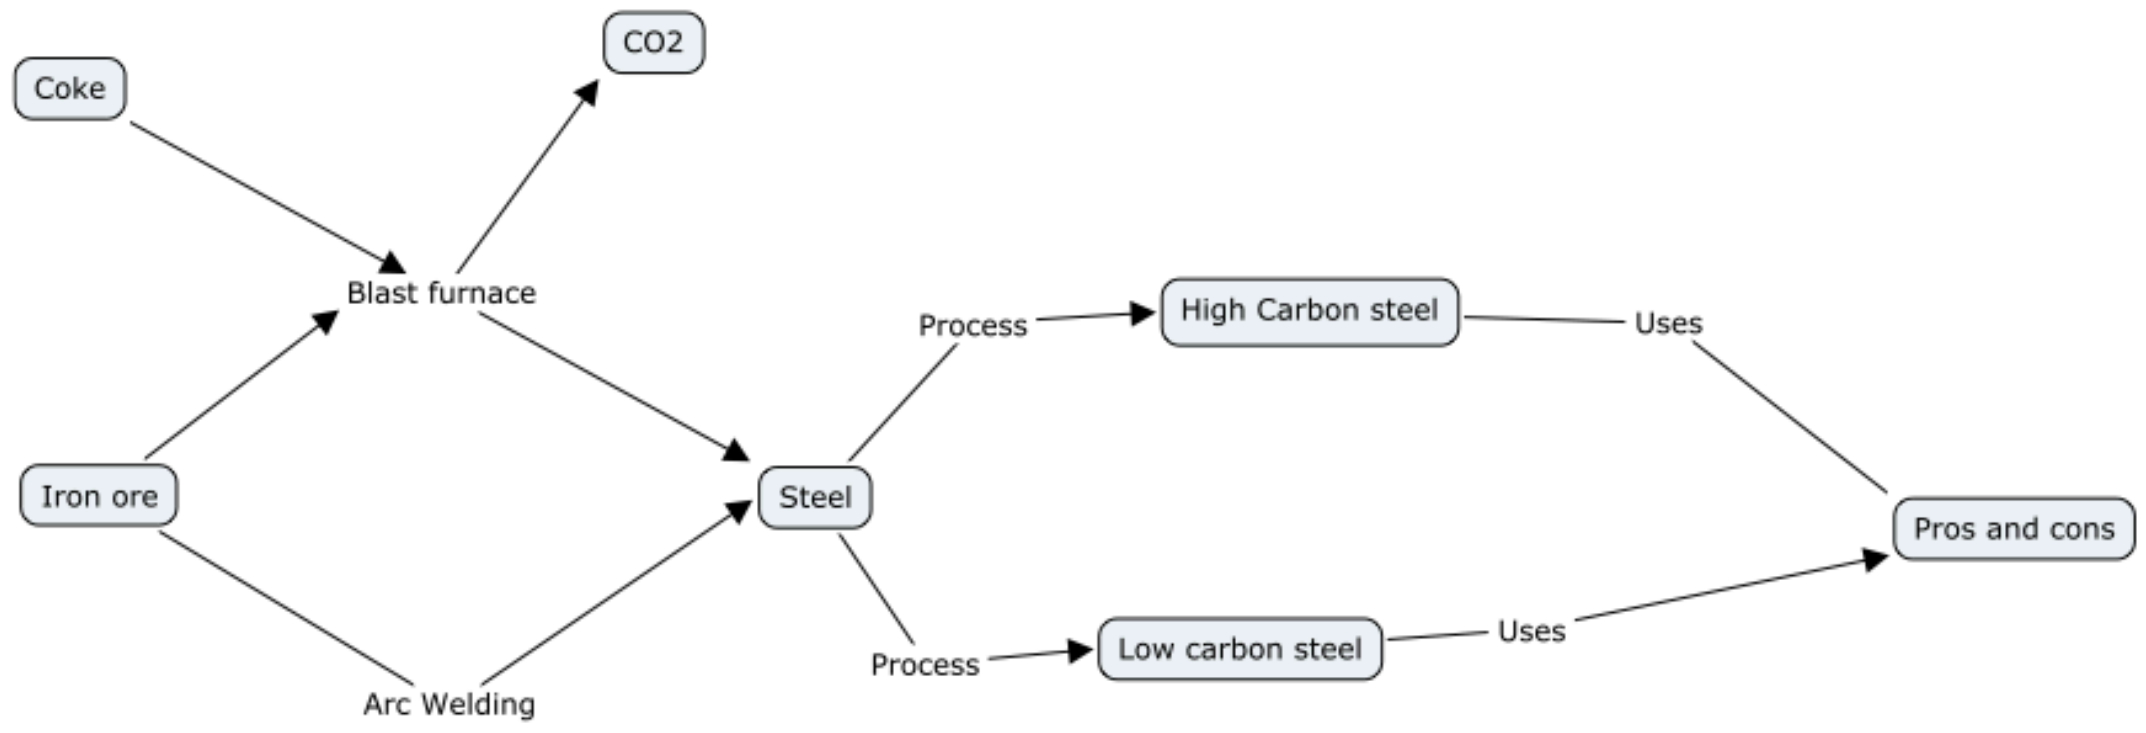 CO2
Coke
Blast furnace
Process
High Carbon steel
Uses
Iron ore
Steel
Pros and cons
Process
Low carbon steel
Uses
Arc Welding